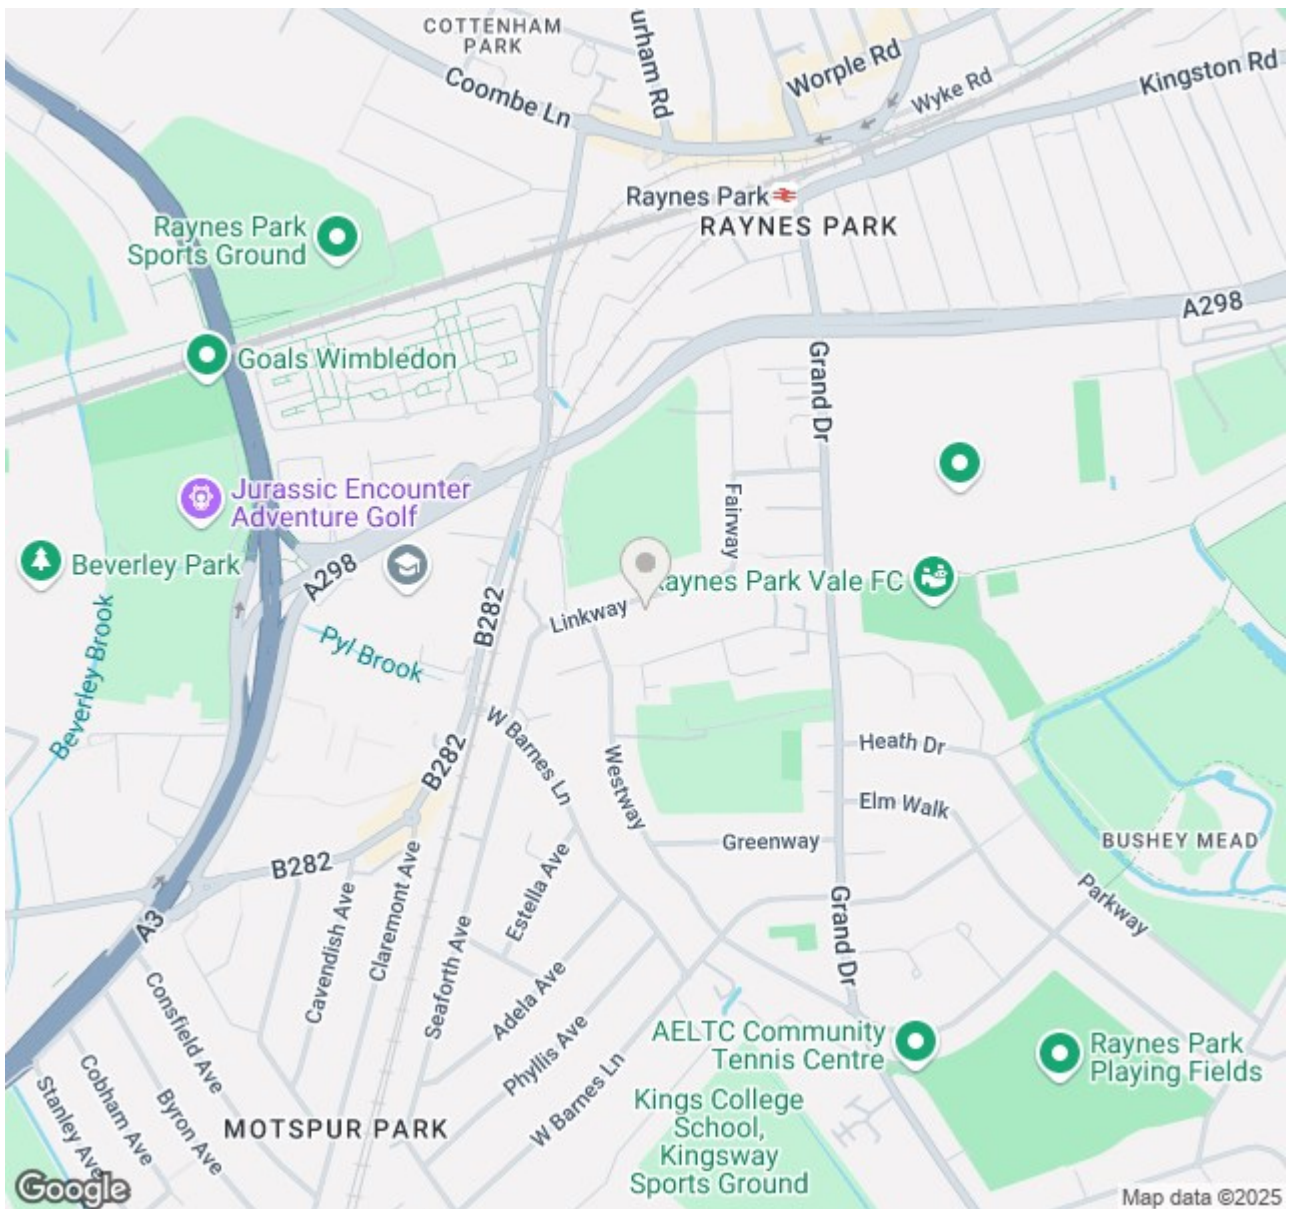 COTTENHAM
PARK
urham Rd
Worple Rd
Coombe Ln
Wyke Rd
Kingston Rd
Raynes Park
RAYNES PARK
Raynes Park
Sports Ground
A298
Goals Wimbledon
Grand Dr
Jurassic Encounter
Adventure Golf
Fairway
Beverley Park
A298
aynes Park Vale FC
B282
Linkway
Pyl Brook
Beverley Brook
W Barnes Ln
Heath Dr
B282
Westway
Elm Walk
Greenway
BUSHEY MEAD
B282
Parkway
Estella Ave
Claremont Ave
Cavendish Ave
Grand Dr
A3
Seaforth Ave
Adela Ave
Consfield Ave
Phyllis Ave
AELTC Community
Tennis Centre
Raynes Park
Playing Fields
W Barnes Ln
Cobham Ave
Stanley Ave
Byron Ave
MOTSPUR PARK
Kings College
School,
Kingsway
Sports Ground
Google
Map data ©2025